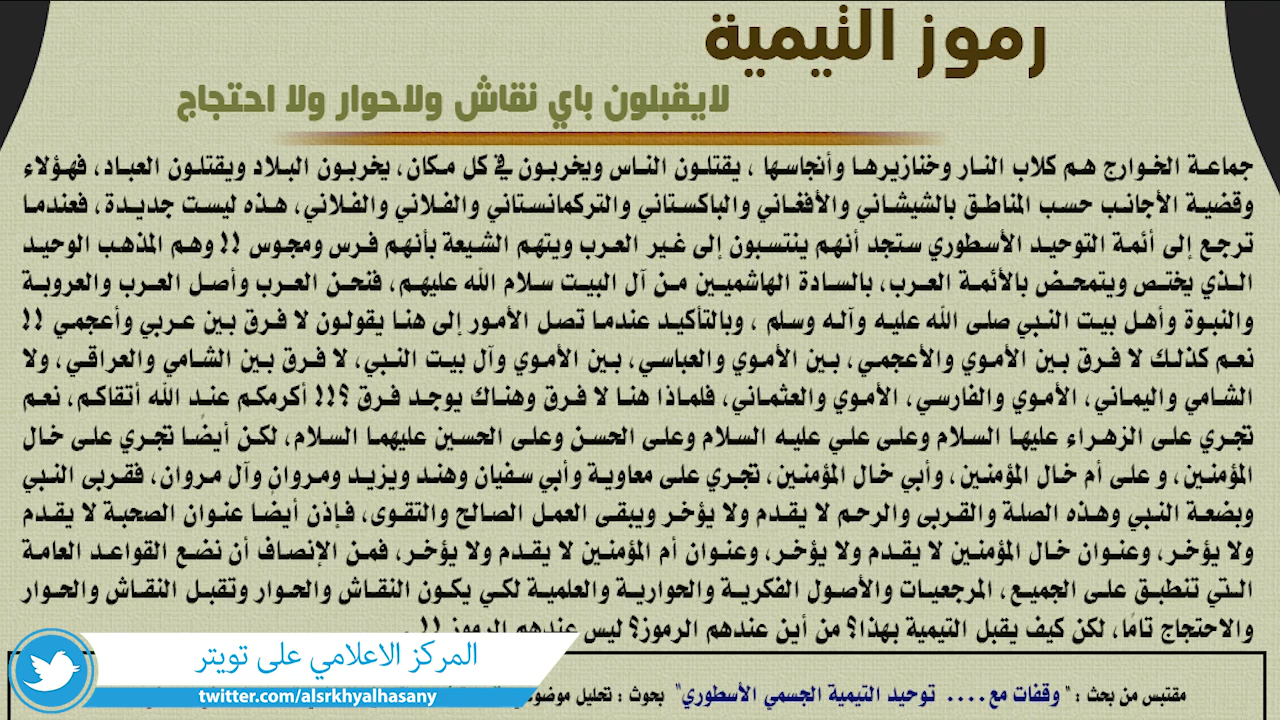 رموز التيمية
لايقبلون باي نقاش ولاحوار ولا احتجاج
جماعة الخوارج هم كلاب النار وخنازيرها وأنجاسها ، يقتلون الناس ويخربون في كل مكان، يخربون البلاد ويقتلون العباد، فهؤلاء
وقضية الأجانب حسب المناطق بالشيشاني والأفغاني والباكستاني والتركمانستاني والفلاني والفلاني، هذه ليست جديدة، فعندما
ترجع إلى أئمة التوحيد الأسطوري ستجد أنهم ينتسبون إلى غير العرب ويتهم الشيعة بأنهم فرس ومجوس !! وهم المذهب الوحيد
الذي يختص ويتمحض بالأئمة العرب، بالسادة الهاشميين من آل البيت سلام الله عليهم، فنحن العرب وأصل العرب والعروبة
والنبوة وأهل بيت النبي صلى الله عليه وآله وسلم ، وبالتأكيد عندما تصل الأمور إلى هنا يقولون لا فرق بين عربي وأعجمي !!
نعم كذلك لا فرق بين الأموي والأعجمي، بين الأموي والعباسي، بين الأموي وآل بيت النبي، لا فرق بين الشامي والعراقي، ولا
الشامي واليماني، الأموي والفارسي، الأموي والعثماني، فلماذا هنا لا فرق وهناك يوجد فرق ؟!! أكرمكم عند الله أتقاكم، نعم
تجري على الزهراء عليها السلام وعلى علي عليه السلام وعلى الحسن وعلى الحسين عليهما السلام، لكن أيضًا تجري على خال
المؤمنين، و على أم خال المؤمنين، وأبي خال المؤمنين، تجري على معاوية وأبي سفيان وهند ويزيد ومروان وآل مروان، فقربى النبي
وبضعة النبي وهذه الصلة والقربى والرحم لا يقدم ولا يؤخر ويبقى العمل الصالح والتقوى، فإذن أيضًا عنوان الصحبة لا يقدم
ولا يؤخر، وعنوان خال المؤمنين لا يقدم ولا يؤخر، وعنوان أم المؤمنين لا يقدم ولا يؤخر، فمن الإنصاف أن نضع القواعد العامة
التي تنطبق على الجميع، المرجعيات والأصول الفكرية والحوارية والعلمية لكي يكون النقاش والحوار وتقبل النقاش والحوار
والاحتجاج تامًا، لكن كيف يقبل التيمية بهذا؟ من أين عندهم الرموز؟ ليس عندهم الرموز !! .
مقتبس من بحث : " وقفات مع.... توحيد التيمية الجسمي الأسطوري" بحوث : تحليل
المركز الاعلامي على تويتر
twitter.com/alsrkhyalhasany